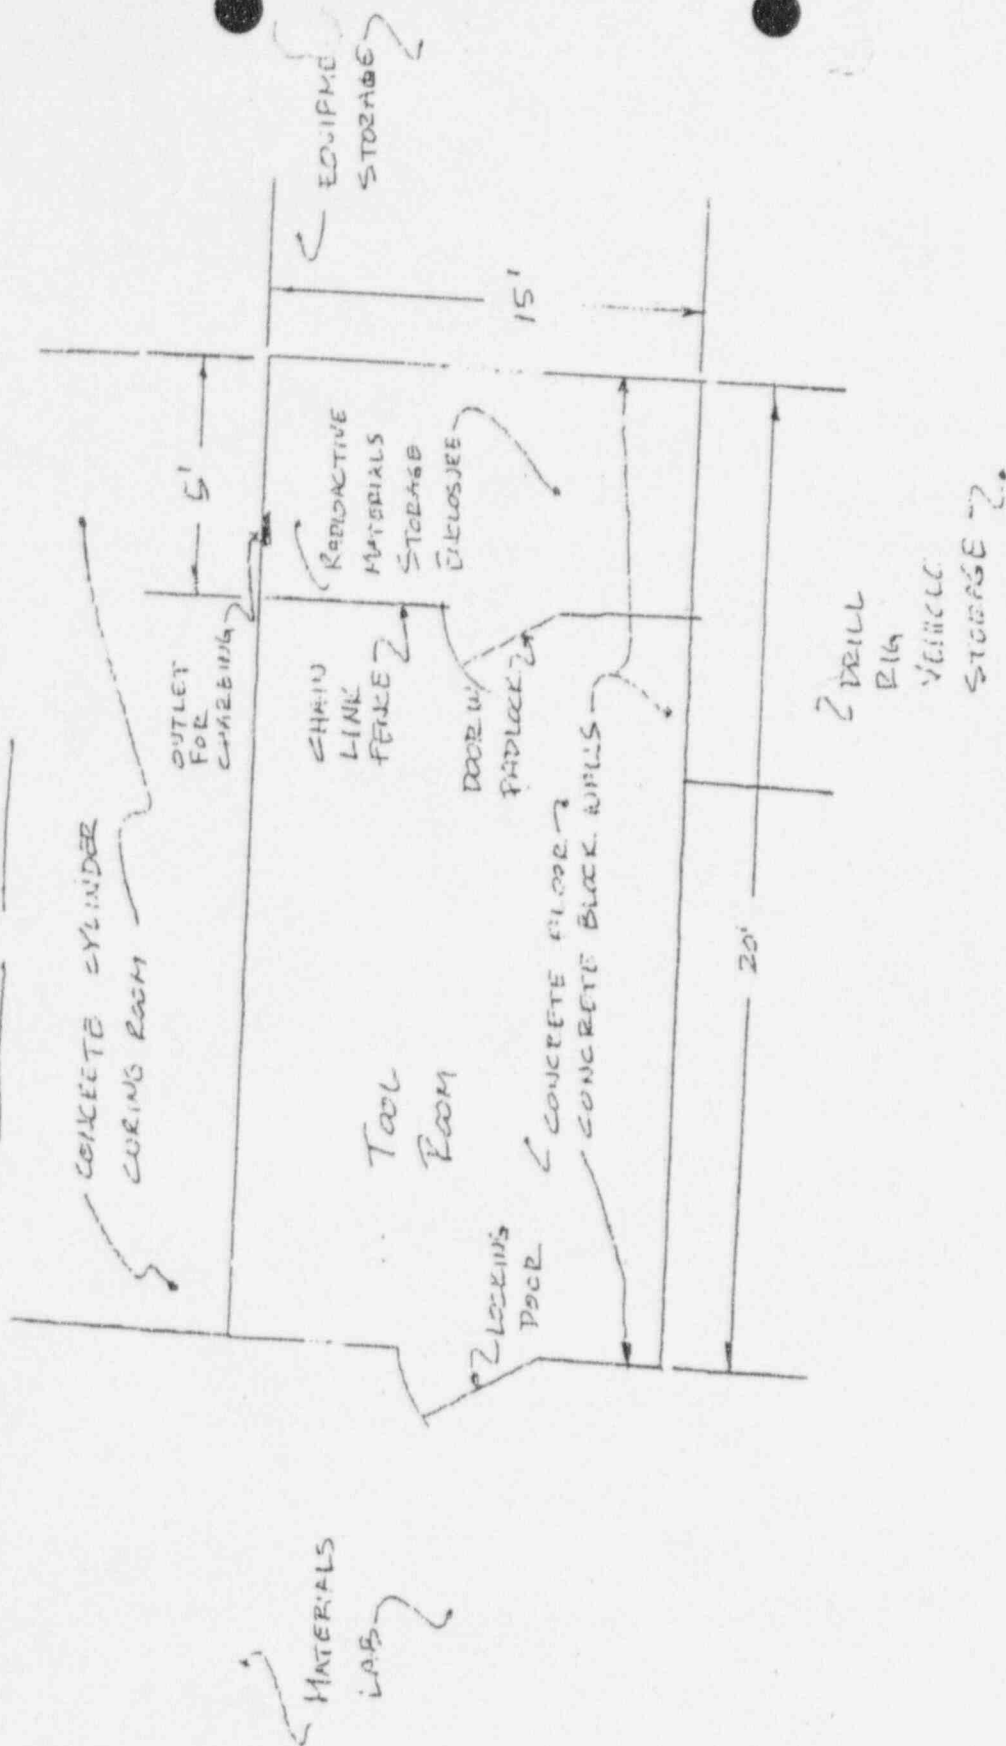 CONCRETE CYLINDER
CURING ROOM
OUTLET
FOR
CHARGING
5'
EQUIPME
STORAGE
CHAIN
LINK
FENCE
RADIOACTIVE
MATERIALS
STORAGE
ENCLOSURE
15'
MATERIALS
LAB
TOOL
ROOM
DOOR W/
PADLOCK
LOCKING
DOOR
CONCRETE FLOOR
CONCRETE BLOCK WALLS
20'
DRILL
RIG
VEHICLE
STORAGE